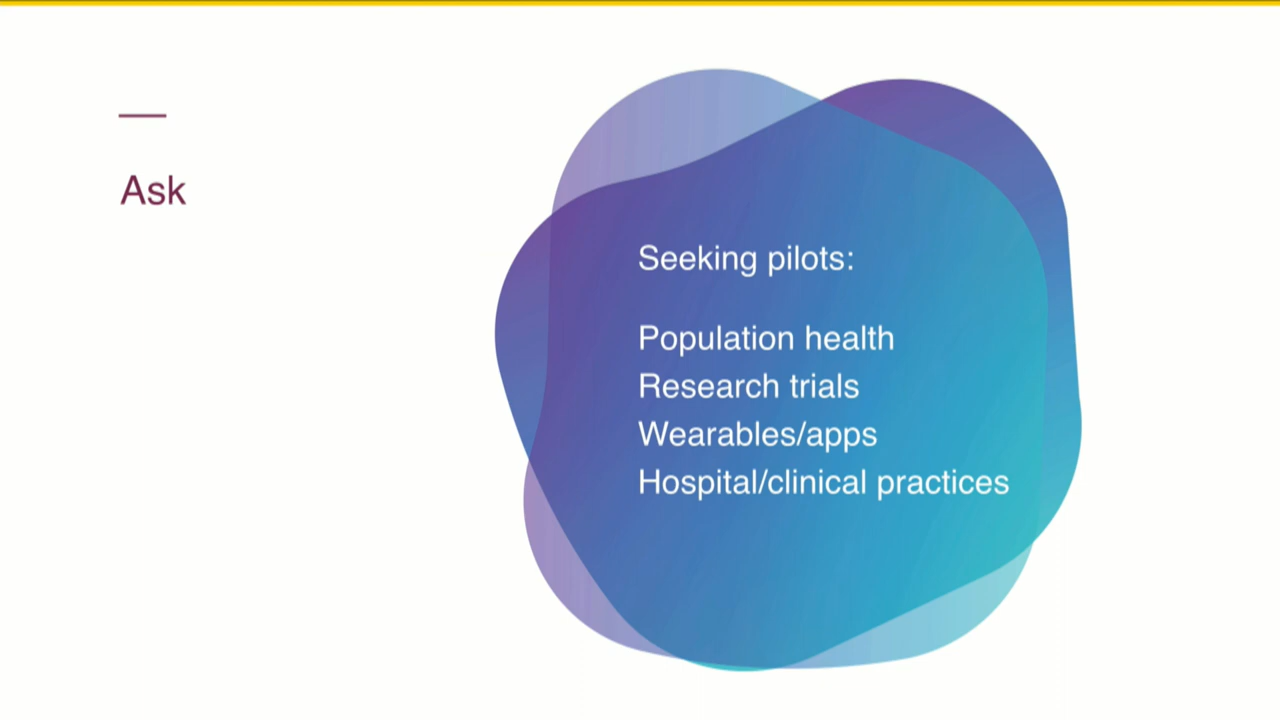 Ask
Seeking pilots:
Population health
Research trials
Wearables/apps
Hospital/clinical practices